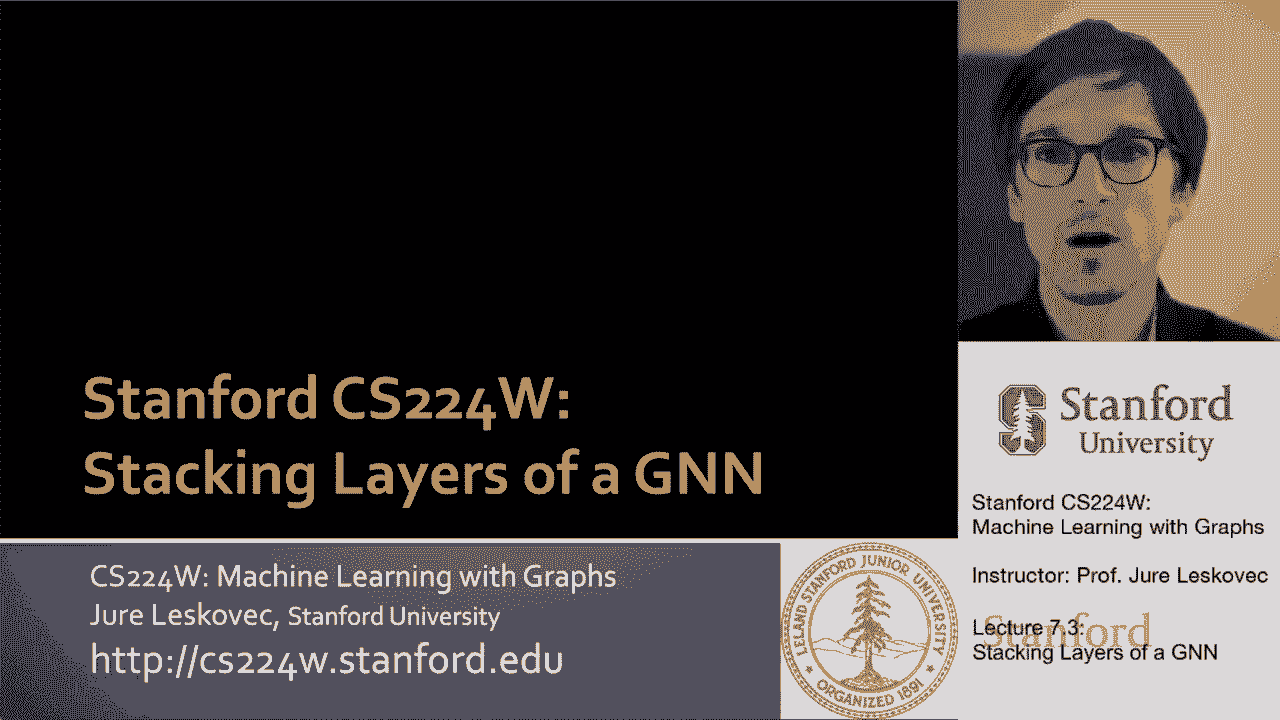 Stanford CS224W:
Stacking Layers of a GNN
CS224W: Machine Learning with Graphs
Jure Leskovec, Stanford University
http://cs224w.stanford.edu
LELAND STANFORD JUNIOR UNIVERSITY
ORGANIZED 1891
Stanford
University
Stanford CS224W:
Machine Learning with Graphs
Instructor: Prof. Jure Leskovec
Stanford
Lecture 7.3:
Stacking Layers of a GNN